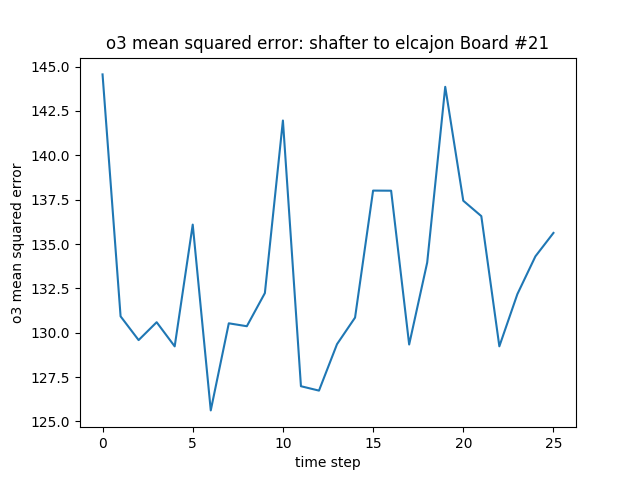 o3 mean squared error: shafter to elcajon Board #21
145.0
142.5
140.0
137.5
135.0
132.5
130.0
127.5
125.0
o3 mean squared error
0 5 10 15 20 25
time step